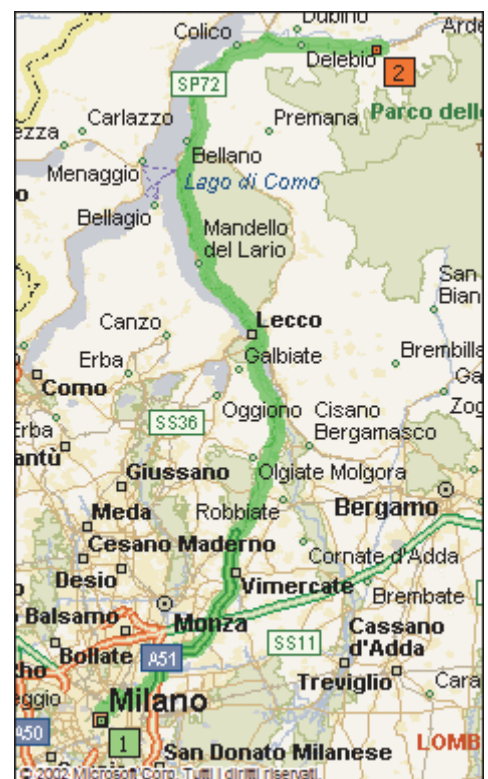 Dubino
Arde
Colico
Delebio
2
SP72
Parco delle
Carlazzo
Premana
ezza
Bellano
Menaggio
Lago di Como
o
Bellagio
Mandello
del Lario
San
Bian
Canzo
Lecco
Brembilla
Erba
Galbiate
Ga
Como
Zog
Oggiono
Cisano
Bergamasco
SS36
Erba
antù
Olgiate Molgora
Giussano
Bergamo
Meda
Robbiate
Cesano Maderno
Cornate d'Adda
Desio
Vimercate
Brembate
o Balsamo
Monza
Cassano
d'Adda
SS11
Bollate
A51
Rho
Treviglio
Cara
eggio
Milano
A50
1
San Donato Milanese
LOMB
© 2002 Microsoft Corp. Tutti i diritti riservati.